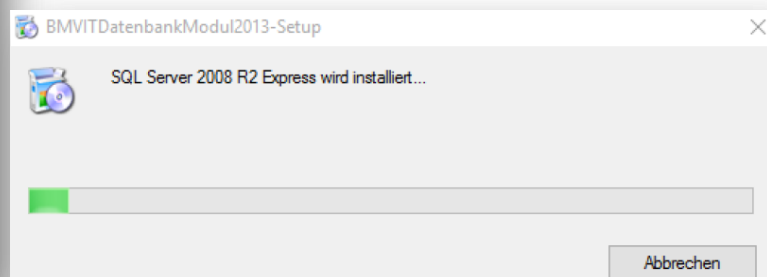 BMVITDatenbankModul2013-Setup
SQL Server 2008 R2 Express wird installiert...
Abbrechen